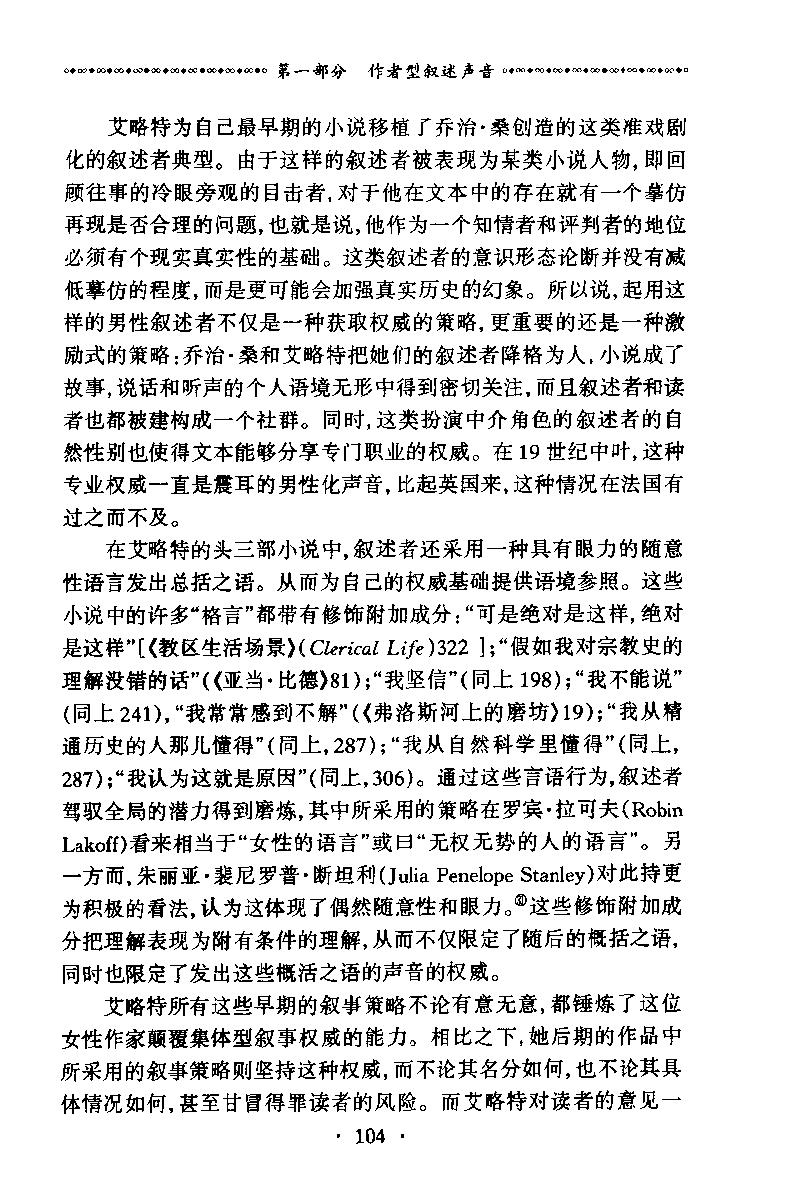 第一部分 作者型叙述声音
艾略特为自己最早期的小说移植了乔治·桑创造的这类准戏剧
化的叙述者典型。由于这样的叙述者被表现为某类小说人物,即回
顾往事的冷眼旁观的目击者,对于他在文本中的存在就有一个摹仿
再现是否合理的问题,也就是说,他作为一个知情者和评判者的地位
必须有个现实真实性的基础。这类叙述者的意识形态论断并没有减
低摹仿的程度,而是更可能会加强真实历史的幻象。所以说,起用这
样的男性叙述者不仅是一种获取权威的策略,更重要的还是一种激
励式的策略:乔治·桑和艾略特把她们的叙述者降格为人,小说成了
故事,说话和听声的个人语境无形中得到密切关注,而且叙述者和读
者也都被建构成一个社群。同时,这类扮演中介角色的叙述者的自
然性别也使得文本能够分享专门职业的权威。在 19 世纪中叶,这种
专业权威一直是震耳的男性化声音,比起英国来,这种情况在法国有
过之而不及。
在艾略特的头三部小说中,叙述者还采用一种具有眼力的随意
性语言发出总括之语。从而为自己的权威基础提供语境参照。这些
小说中的许多“格言”都带有修饰附加成分:“可是绝对是这样,绝对
是这样”[《教区生活场景》(Clerical Life)322 ];“假如我对宗教史的
理解没错的话”(《亚当·比德》81);“我坚信”(同上 198);“我不能说”
(同上 241),“我常常感到不解”(《弗洛斯河上的磨坊》19);“我从精
通历史的人那儿懂得”(同上,287);“我从自然科学里懂得”(同上,
287);“我认为这就是原因”(同上,306)。通过这些言语行为,叙述者
驾驭全局的潜力得到磨炼,其中所采用的策略在罗宾·拉可夫(Robin
Lakoff)看来相当于“女性的语言”或曰“无权无势的人的语言”。另
一方而,朱丽亚·裴尼罗普·断坦利(Julia Penelope Stanley)对此持更
为积极的看法,认为这体现了偶然随意性和眼力。这些修饰附加成
分把理解表现为附有条件的理解,从而不仅限定了随后的概括之语,
同时也限定了发出这些概活之语的声音的权威。
艾略特所有这些早期的叙事策略不论有意无意,都锤炼了这位
女性作家颠覆集体型叙事权威的能力。相比之下,她后期的作品中
所采用的叙事策略则坚持这种权威,而不论其名分如何,也不论其具
体情况如何,甚至甘冒得罪读者的风险。而艾略特对读者的意见一
· 104 ·